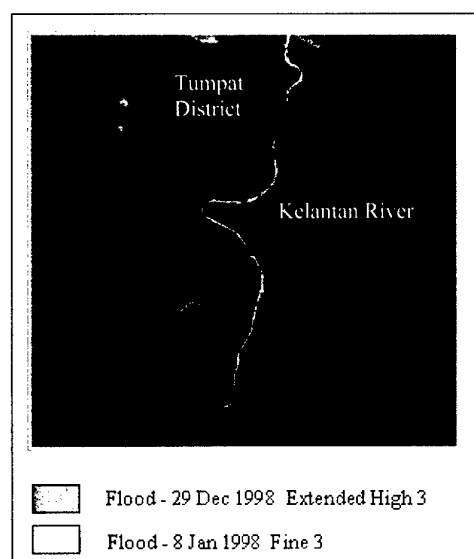 Tumpat
District
Kelantan River
Flood - 29 Dec 1998 Extended High 3
Flood - 8 Jan 1998 Fine 3